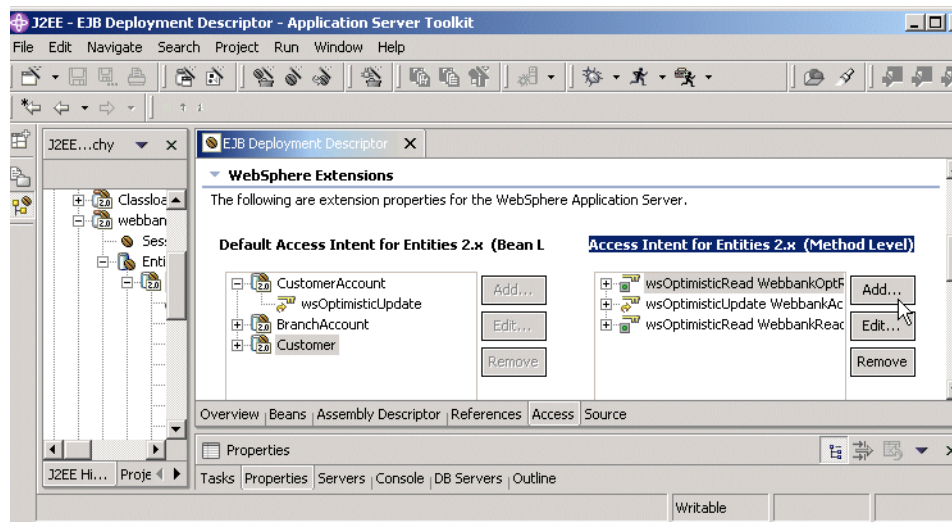 J2EE - EJB Deployment Descriptor - Application Server Toolkit
File Edit Navigate Search Project Run Window Help
J2EE...chy
EJB Deployment Descriptor
WebSphere Extensions
The following are extension properties for the WebSphere Application Server.
Default Access Intent for Entities 2.x (Bean L
Access Intent for Entities 2.x (Method Level)
Classloa
webban
Ses
Enti
CustomerAccount
wsOptimisticUpdate
BranchAccount
Customer
Add...
Edit...
Remove
wsOptimisticRead WebbankOptR
wsOptimisticUpdate WebbankAc
wsOptimisticRead WebbankReac
Add...
Edit...
Remove
Overview Beans Assembly Descriptor References Access Source
Properties
J2EE Hi... Proje
Tasks Properties Servers Console DB Servers Outline
Writable